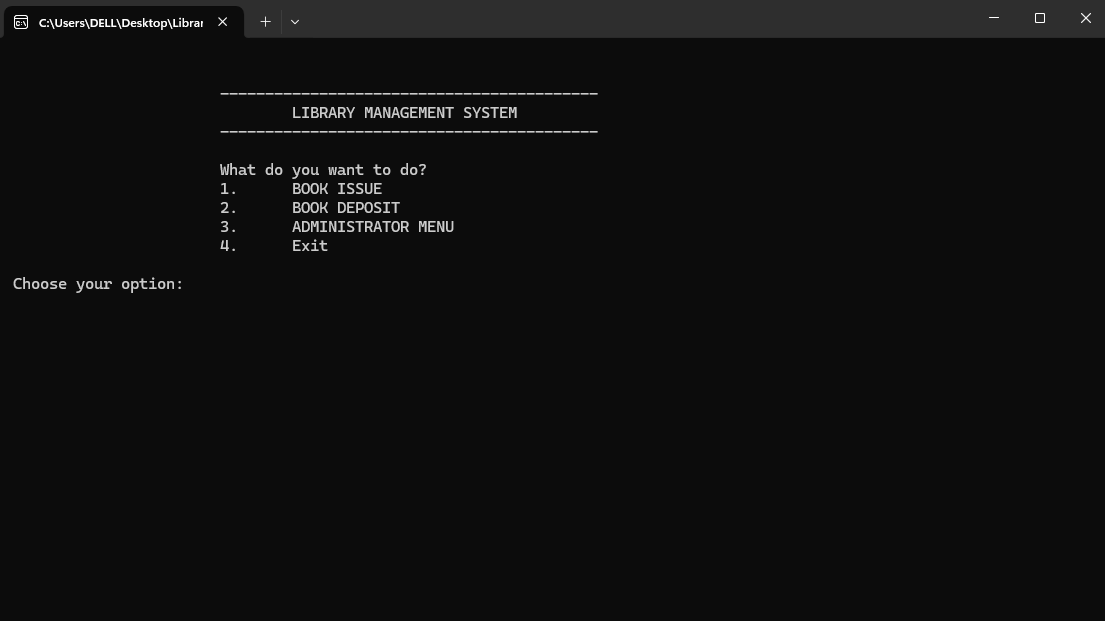 C:\Users\DELL\Desktop\Librar
------------------------------------------
LIBRARY MANAGEMENT SYSTEM
------------------------------------------
What do you want to do?
1. BOOK ISSUE
2. BOOK DEPOSIT
3. ADMINISTRATOR MENU
4. Exit
Choose your option: